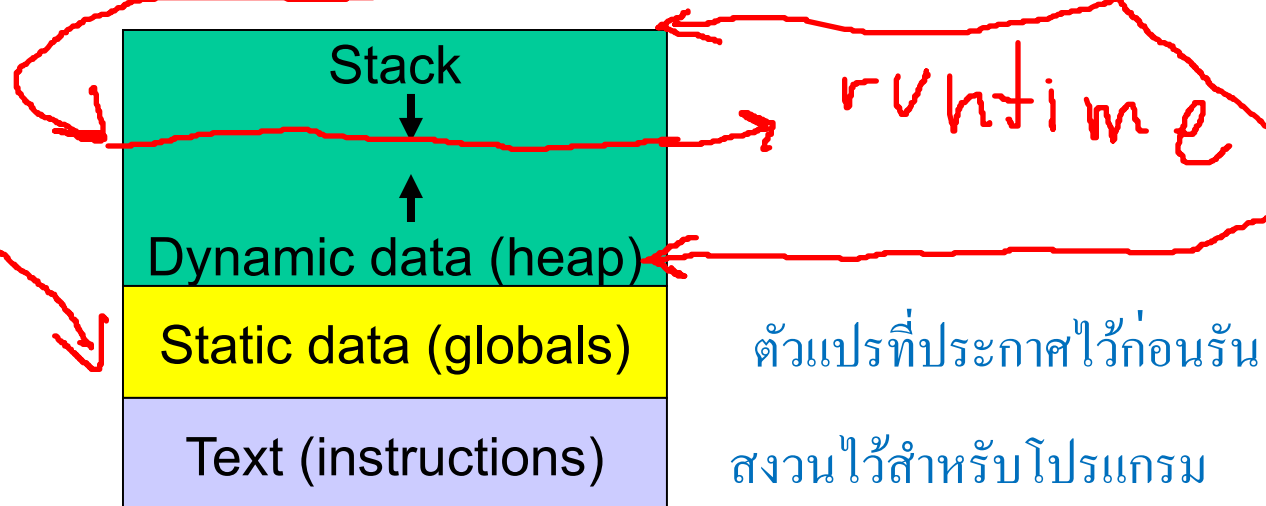 Stack
runtime
Dynamic data (heap)
Static data (globals)
ตัวแปรที่ประกาศไว้ก่อนรัน
Text (instructions)
สงวนไว้สำหรับโปรแกรม